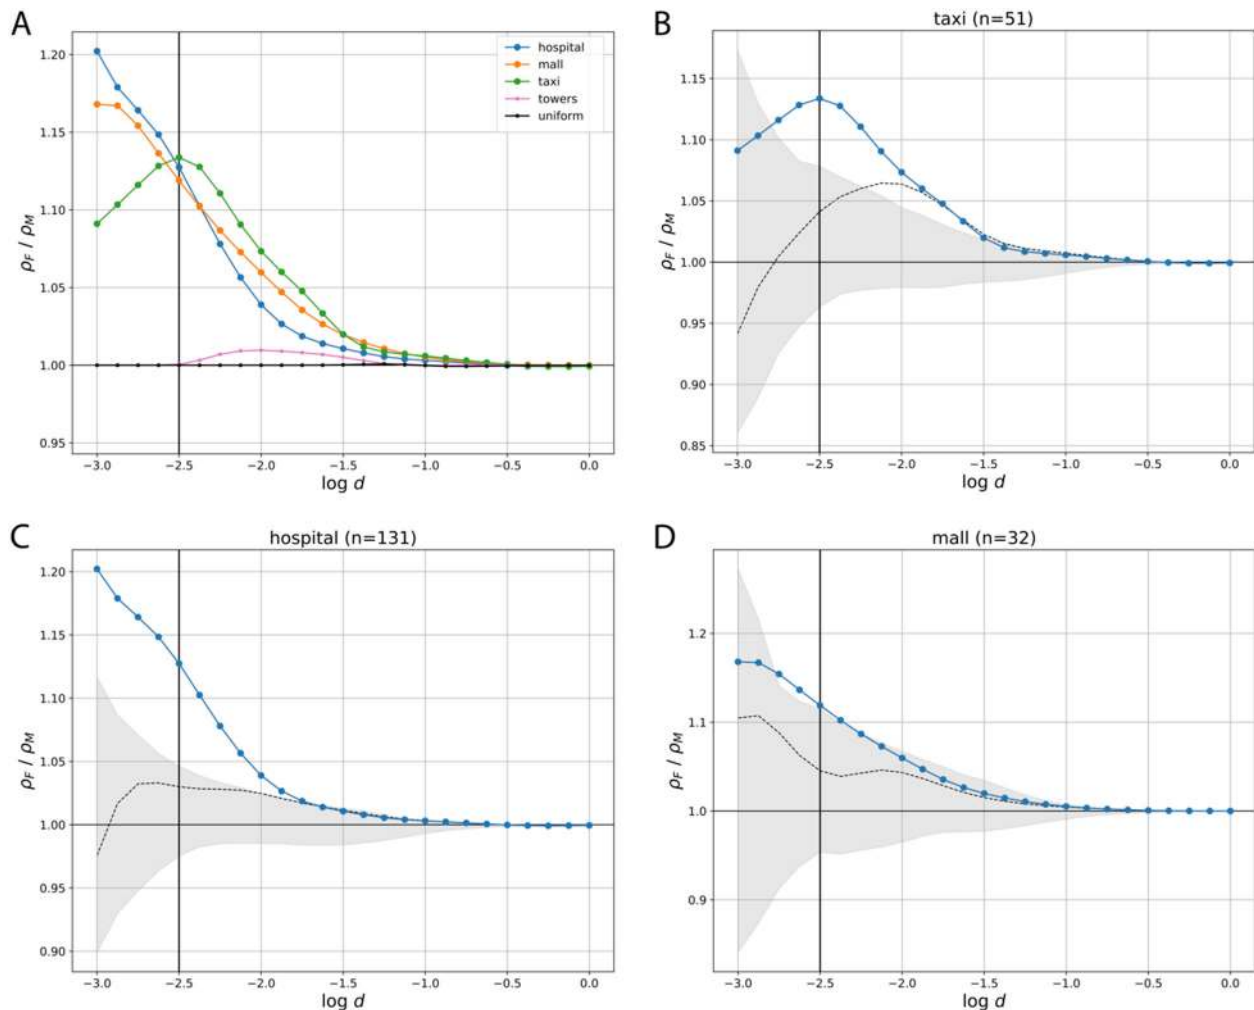 A
1.20
1.15
1.10
1.05
1.00
0.95
ρF / ρM
hospital
mall
taxi
towers
uniform
−3.0 −2.5 −2.0 −1.5 −1.0 −0.5 0.0
log d
B
taxi (n=51)
1.15
1.10
1.05
1.00
0.95
0.90
0.85
ρF / ρM
−3.0 −2.5 −2.0 −1.5 −1.0 −0.5 0.0
log d
C
hospital (n=131)
1.20
1.15
1.10
1.05
1.00
0.95
0.90
ρF / ρM
−3.0 −2.5 −2.0 −1.5 −1.0 −0.5 0.0
log d
D
mall (n=32)
1.2
1.1
1.0
0.9
ρF / ρM
−3.0 −2.5 −2.0 −1.5 −1.0 −0.5 0.0
log d